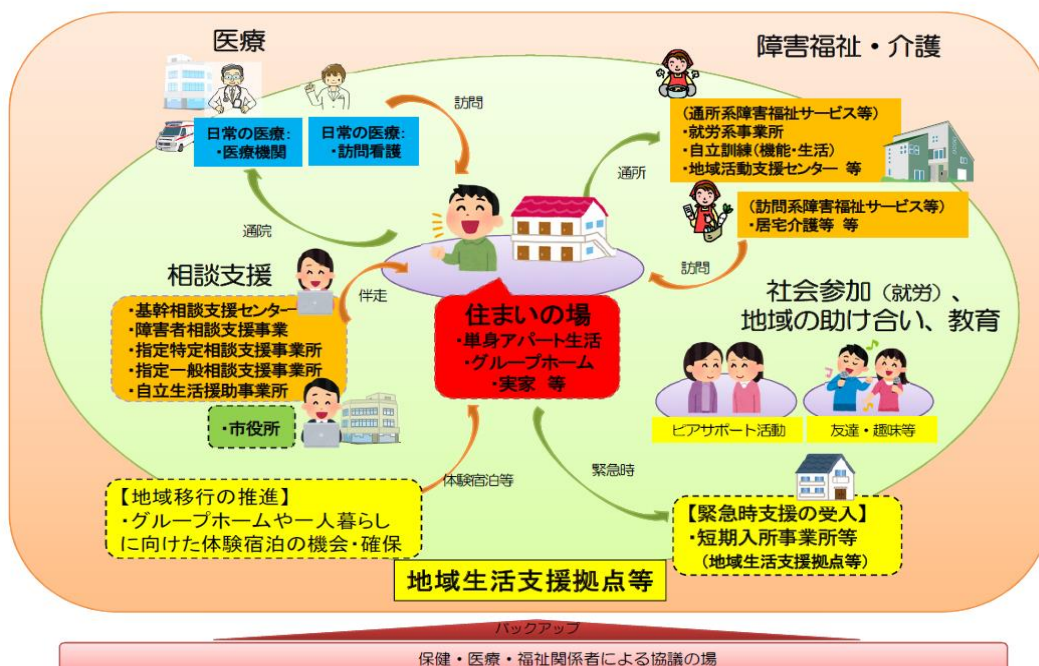 医療
日常の医療:
・医療機関
日常の医療:
・訪問看護
訪問
通院
障害福祉・介護
(通所系障害福祉サービス等)
・就労系事業所
・自立訓練(機能・生活)
・地域活動支援センター 等
通所
(訪問系障害福祉サービス等)
・居宅介護等 等
訪問
相談支援
・基幹相談支援センター
・障害者相談支援事業
・指定特定相談支援事業所
・指定一般相談支援事業所
・自立生活援助事業所
・市役所
伴走
住まいの場
・単身アパート生活
・グループホーム
・実家 等
社会参加(就労)、
地域の助け合い、教育
ピアサポート活動
友達・趣味等
体験宿泊等
緊急時
【地域移行の推進】
・グループホームや一人暮らし
に向けた体験宿泊の機会・確保
【緊急時支援の受入】
・短期入所事業所等
(地域生活支援拠点等)
地域生活支援拠点等
バックアップ
保健・医療・福祉関係者による協議の場